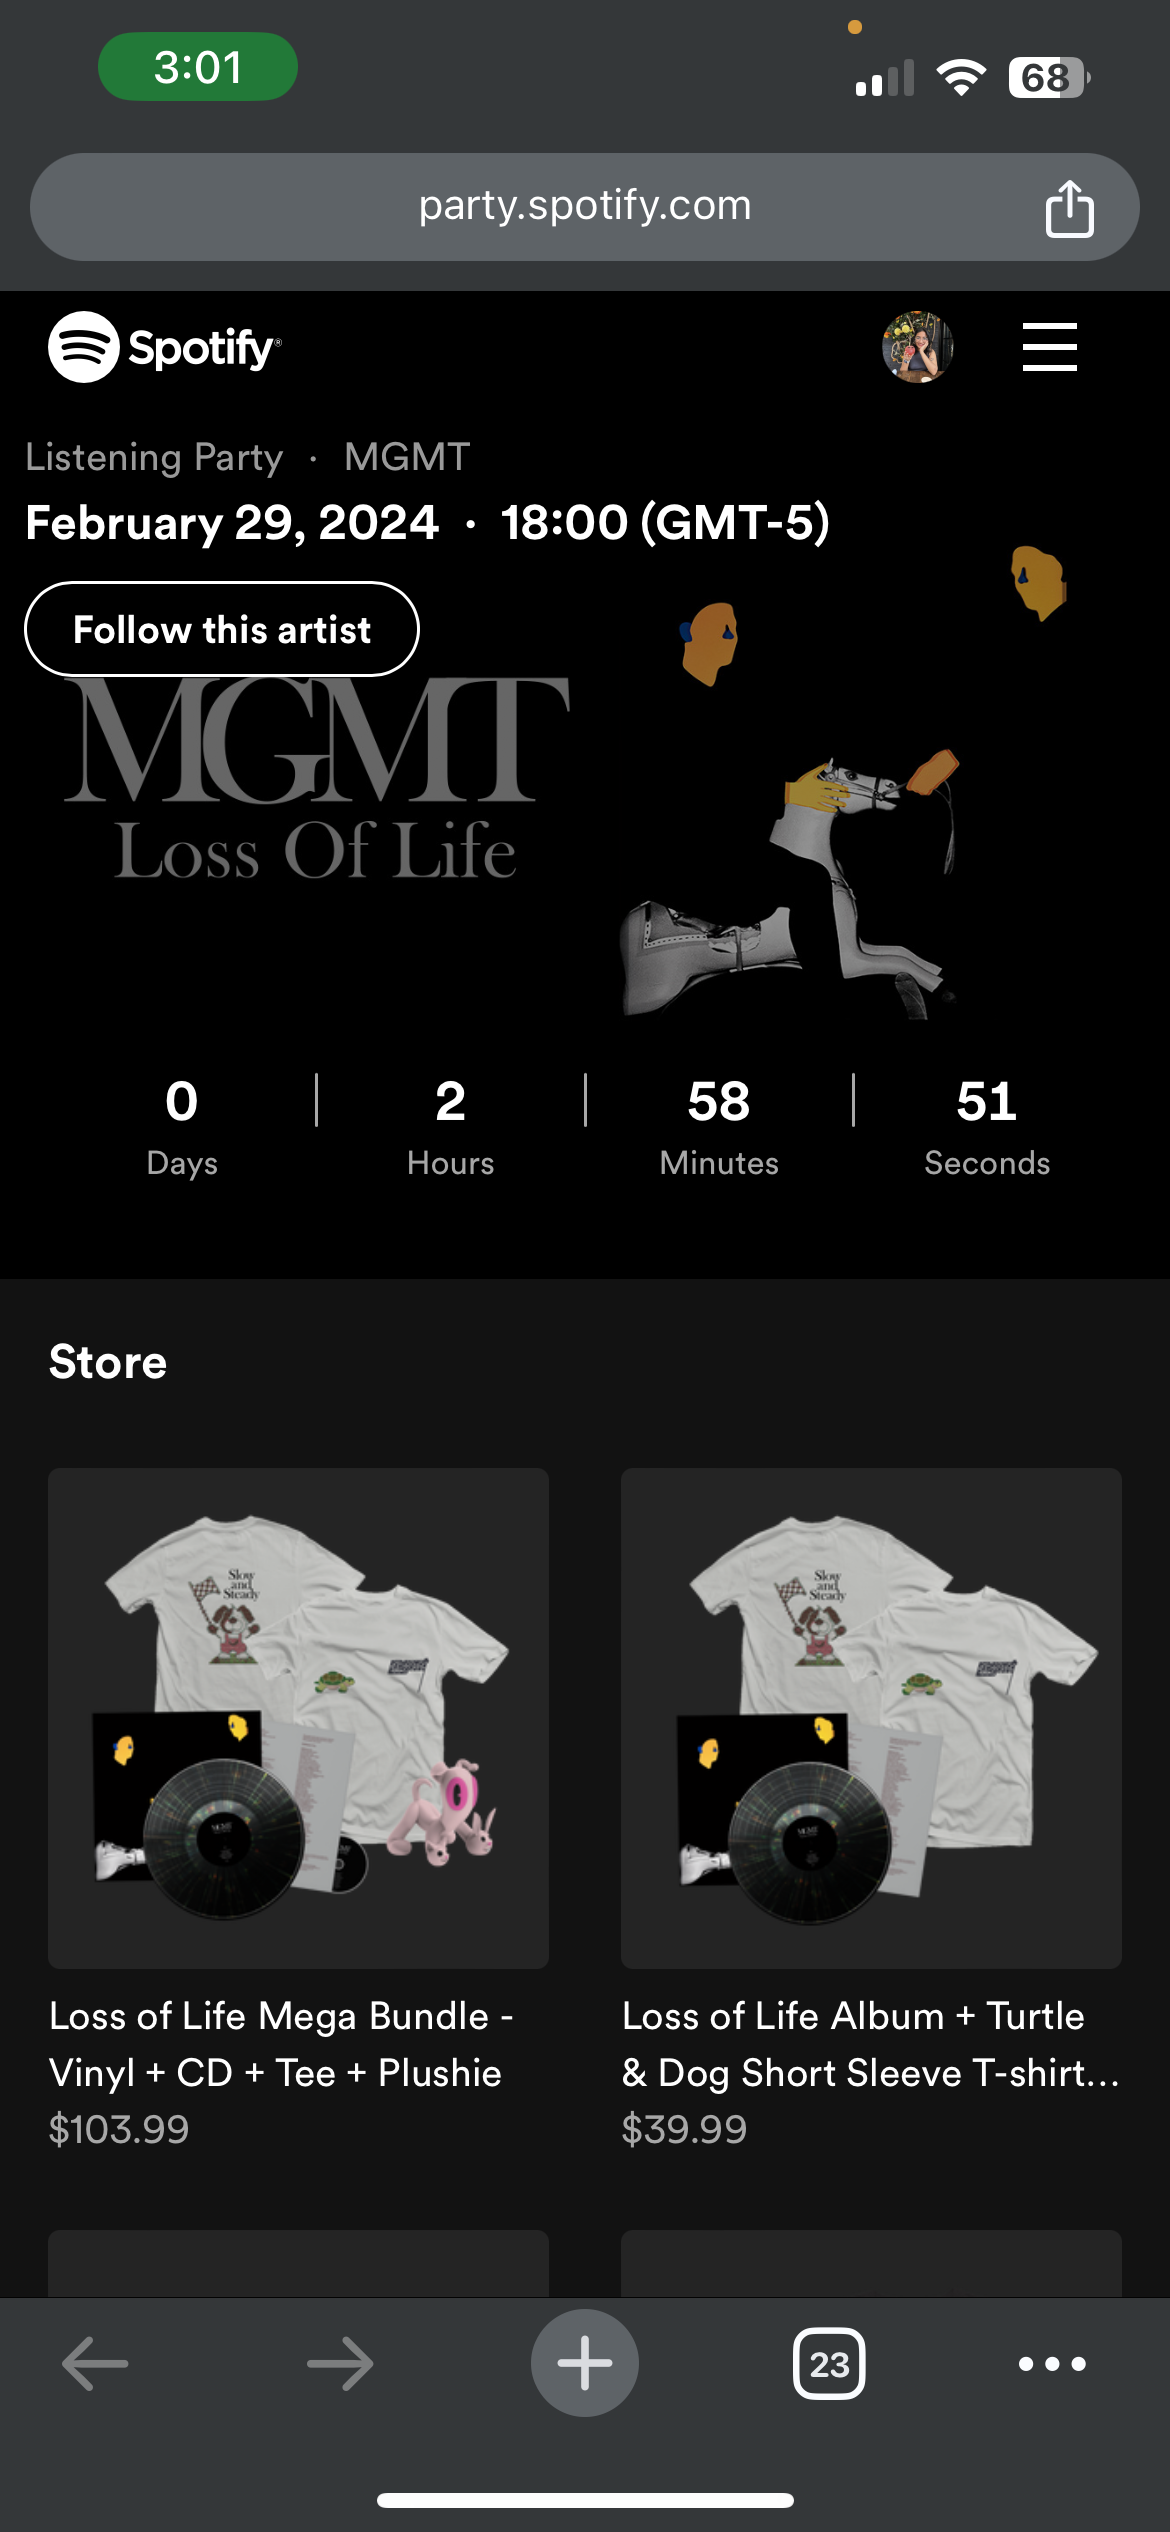 3:01
68
party.spotify.com
Spotify®
Listening Party · MGMT
February 29, 2024 · 18:00 (GMT-5)
Follow this artist
MGMT
Loss Of Life
0 2 58 51
Days Hours Minutes Seconds
Store
Slow
and
Steady
Slow
and
Steady
MGMT
MGMT
Loss of Life Mega Bundle -
Vinyl + CD + Tee + Plushie
$103.99
Loss of Life Album + Turtle
& Dog Short Sleeve T-shirt...
$39.99
23